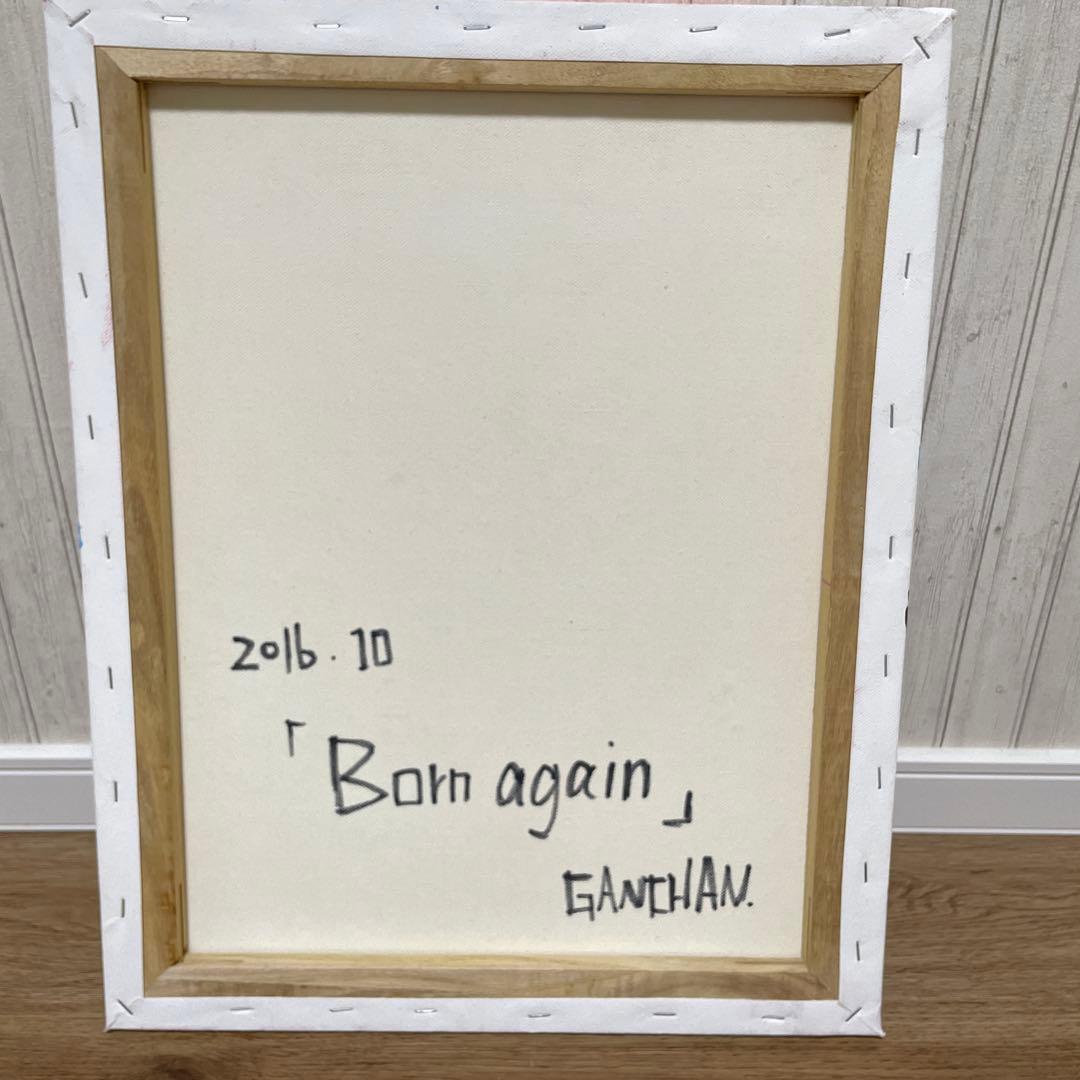 2016.10
「Born again」
GANCHAN.